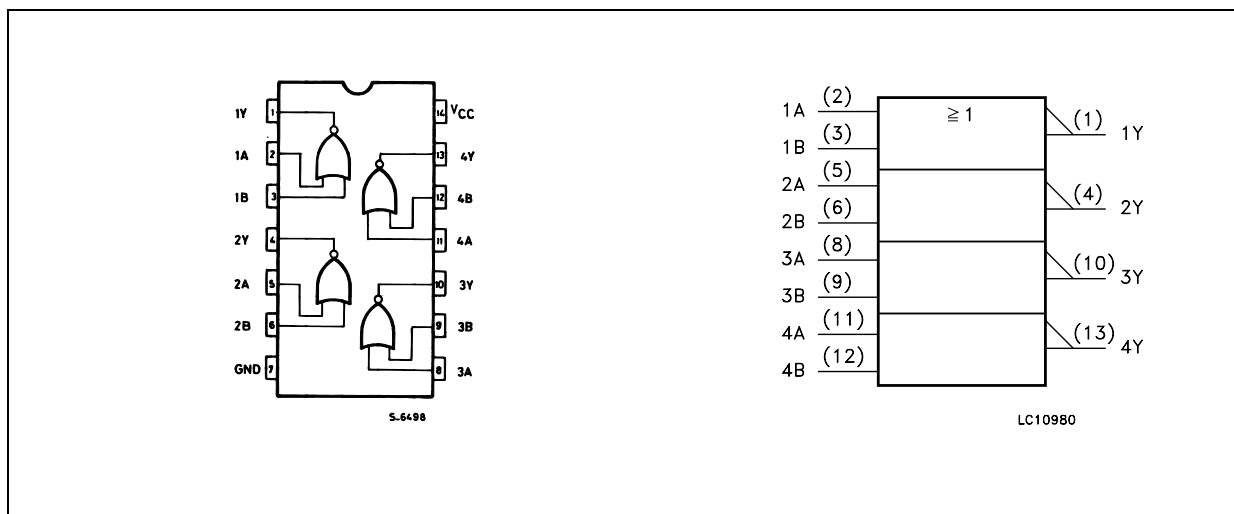 1Y 1 14 VCC
1A 2 13 4Y
1B 3 12 4B
2Y 4 11 4A
2A 5 10 3Y
2B 6 9 3B
GND 7 8 3A
S-6498
≧ 1
1A (2)
1B (3)
2A (5)
2B (6)
3A (8)
3B (9)
4A (11)
4B (12)
(1) 1Y
(4) 2Y
(10) 3Y
(13) 4Y
LC10980